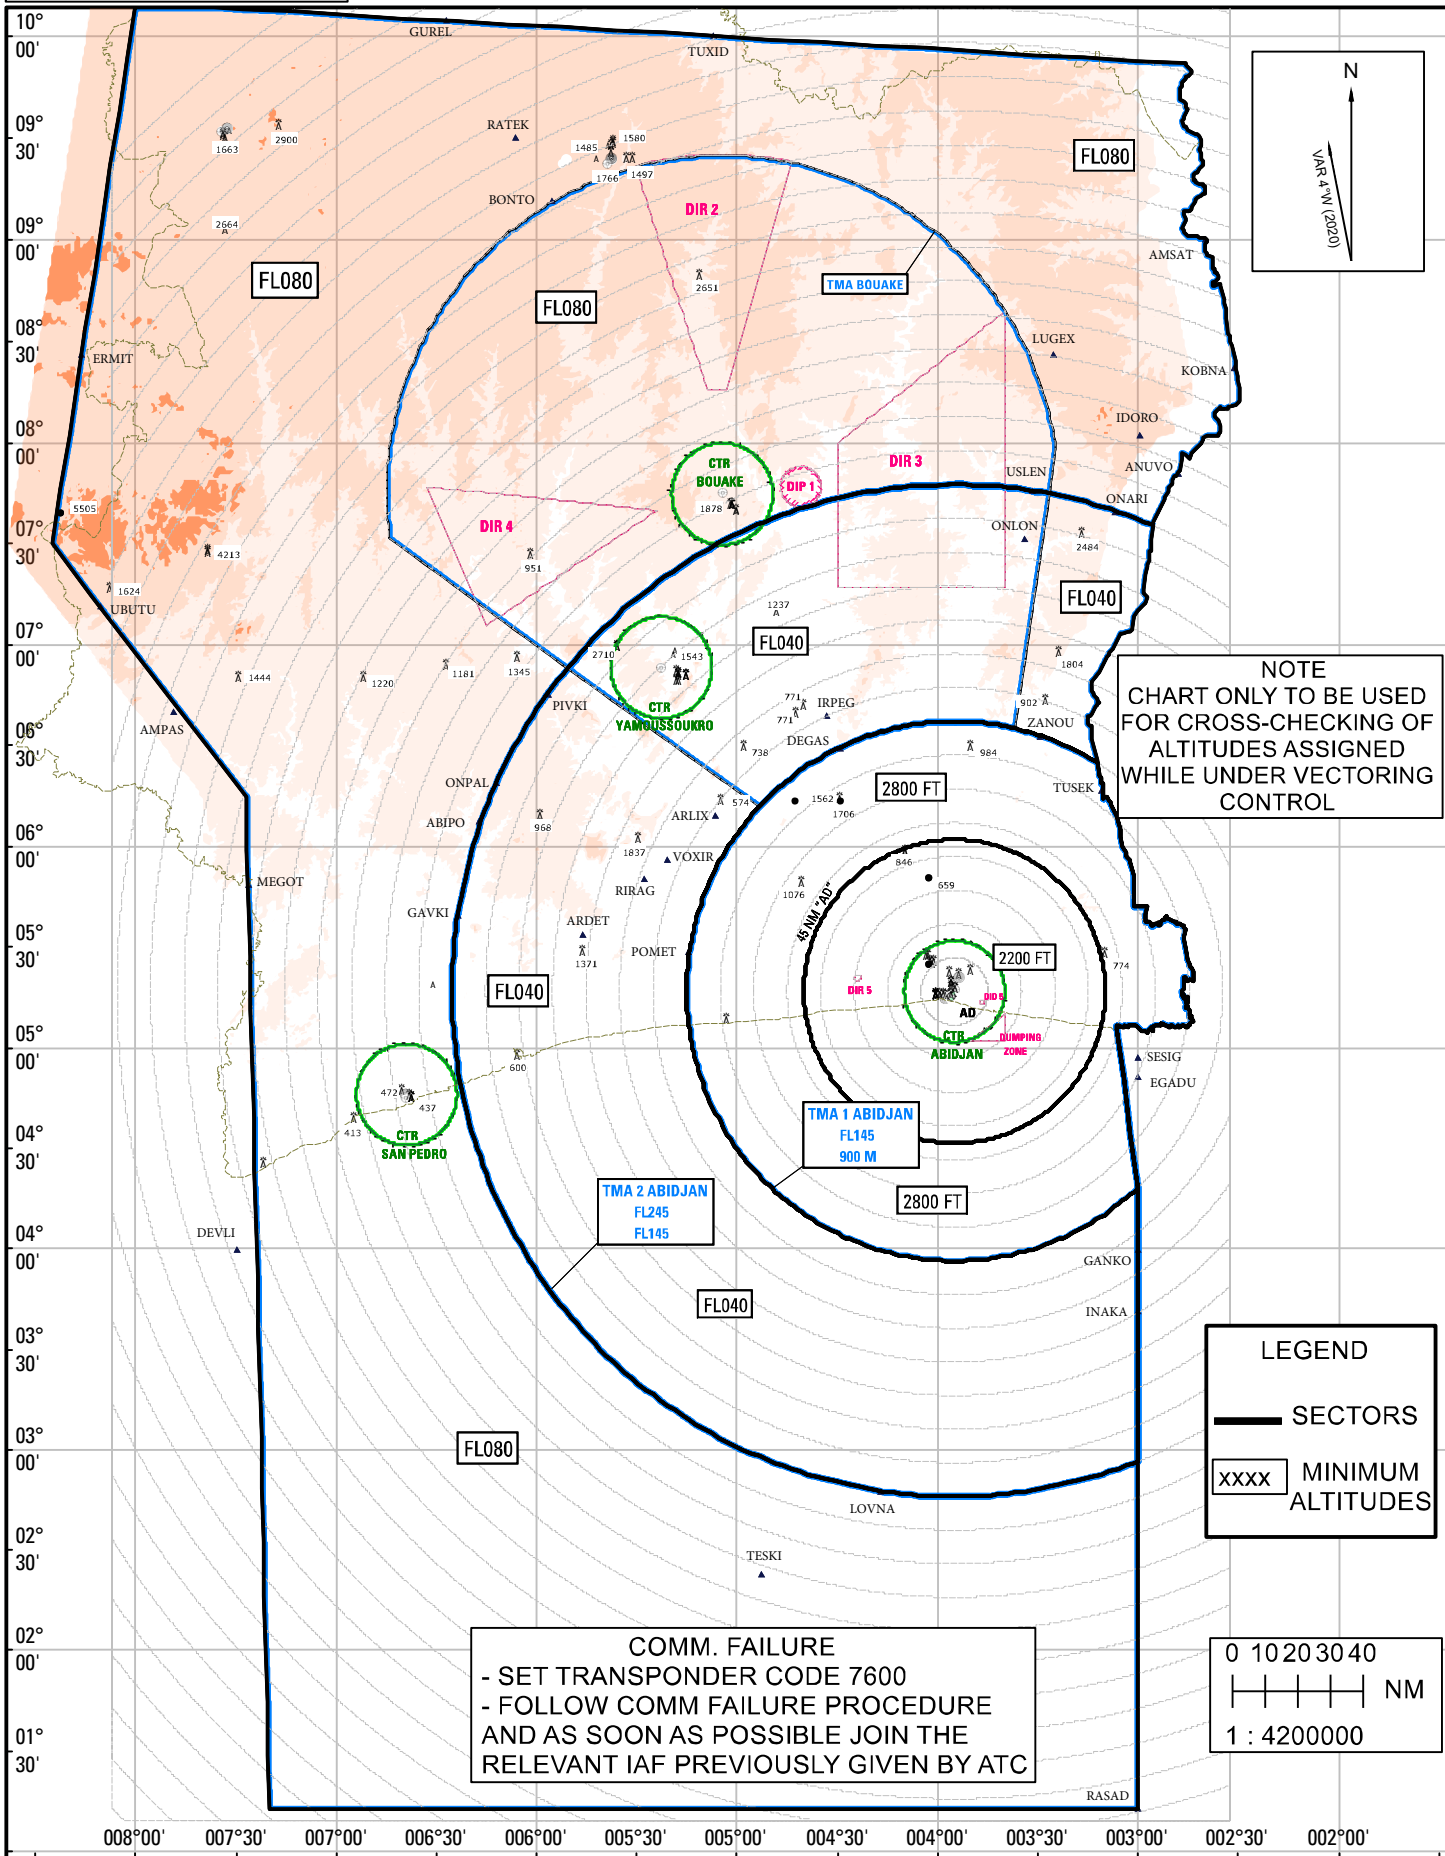 10°
00'
GUREL
TUXID
N
VAR 4°W (2020)
09°
30'
1663
2900
RATEK
1485
1580
1766
1497
FL080
BONTO
DIR 2
2664
09°
00'
AMSAT
FL080
FL080
2651
TMA BOUAKE
08°
30'
ERMIT
LUGEX
KOBNA
IDORO
08°
00'
CTR
BOUAKE
1878
DIP 1
DIR 3
USLEN
ANUVO
ONARI
5505
DIR 4
951
ONLON
2484
07°
30'
4213
1624
UBUTU
FL040
1237
FL040
07°
00'
2710
1543
1804
1444
1220
1181
1345
CTR
YAMOUSSOUKRO
PIVKI
771
771
IRPEG
902
ZANOU
NOTE
CHART ONLY TO BE USED
FOR CROSS-CHECKING OF
ALTITUDES ASSIGNED
WHILE UNDER VECTORING
CONTROL
AMPAS
06°
30'
738
DEGAS
984
ONPAL
2800 FT
TUSEK
574
1562
1706
ABIPO
968
ARLIX
06°
00'
1837
VOXIR
846
MEGOT
RIRAG
1076
659
45 NM "AD"
GAVKI
ARDET
05°
30'
1371
POMET
2200 FT
774
FL040
DIR 5
DID 5
AD
CTR
ABIDJAN
DUMPING
ZONE
05°
00'
600
SESIG
EGADU
472
437
413
CTR
SAN PEDRO
TMA 1 ABIDJAN
FL145
900 M
04°
30'
TMA 2 ABIDJAN
FL245
FL145
2800 FT
DEVLI
04°
00'
GANKO
FL040
INAKA
03°
30'
LEGEND
SECTORS
XXXX
MINIMUM
ALTITUDES
03°
00'
FL080
LOVNA
02°
30'
TESKI
02°
00'
COMM. FAILURE
- SET TRANSPONDER CODE 7600
- FOLLOW COMM FAILURE PROCEDURE
AND AS SOON AS POSSIBLE JOIN THE
RELEVANT IAF PREVIOUSLY GIVEN BY ATC
0 10 20 30 40
NM
1 : 4200000
01°
30'
RASAD
008°00' 007°30' 007°00' 006°30' 006°00' 005°30' 005°00' 004°30' 004°00' 003°30' 003°00' 002°30' 002°00'